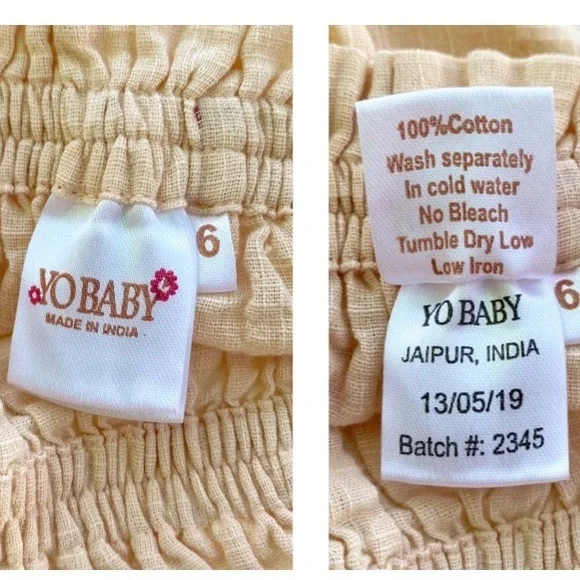 YO BABY
MADE IN INDIA
6
100%Cotton
Wash separately
In cold water
No Bleach
Tumble Dry Low
Low Iron
YO BABY
JAIPUR, INDIA
13/05/19
Batch #: 2345
6